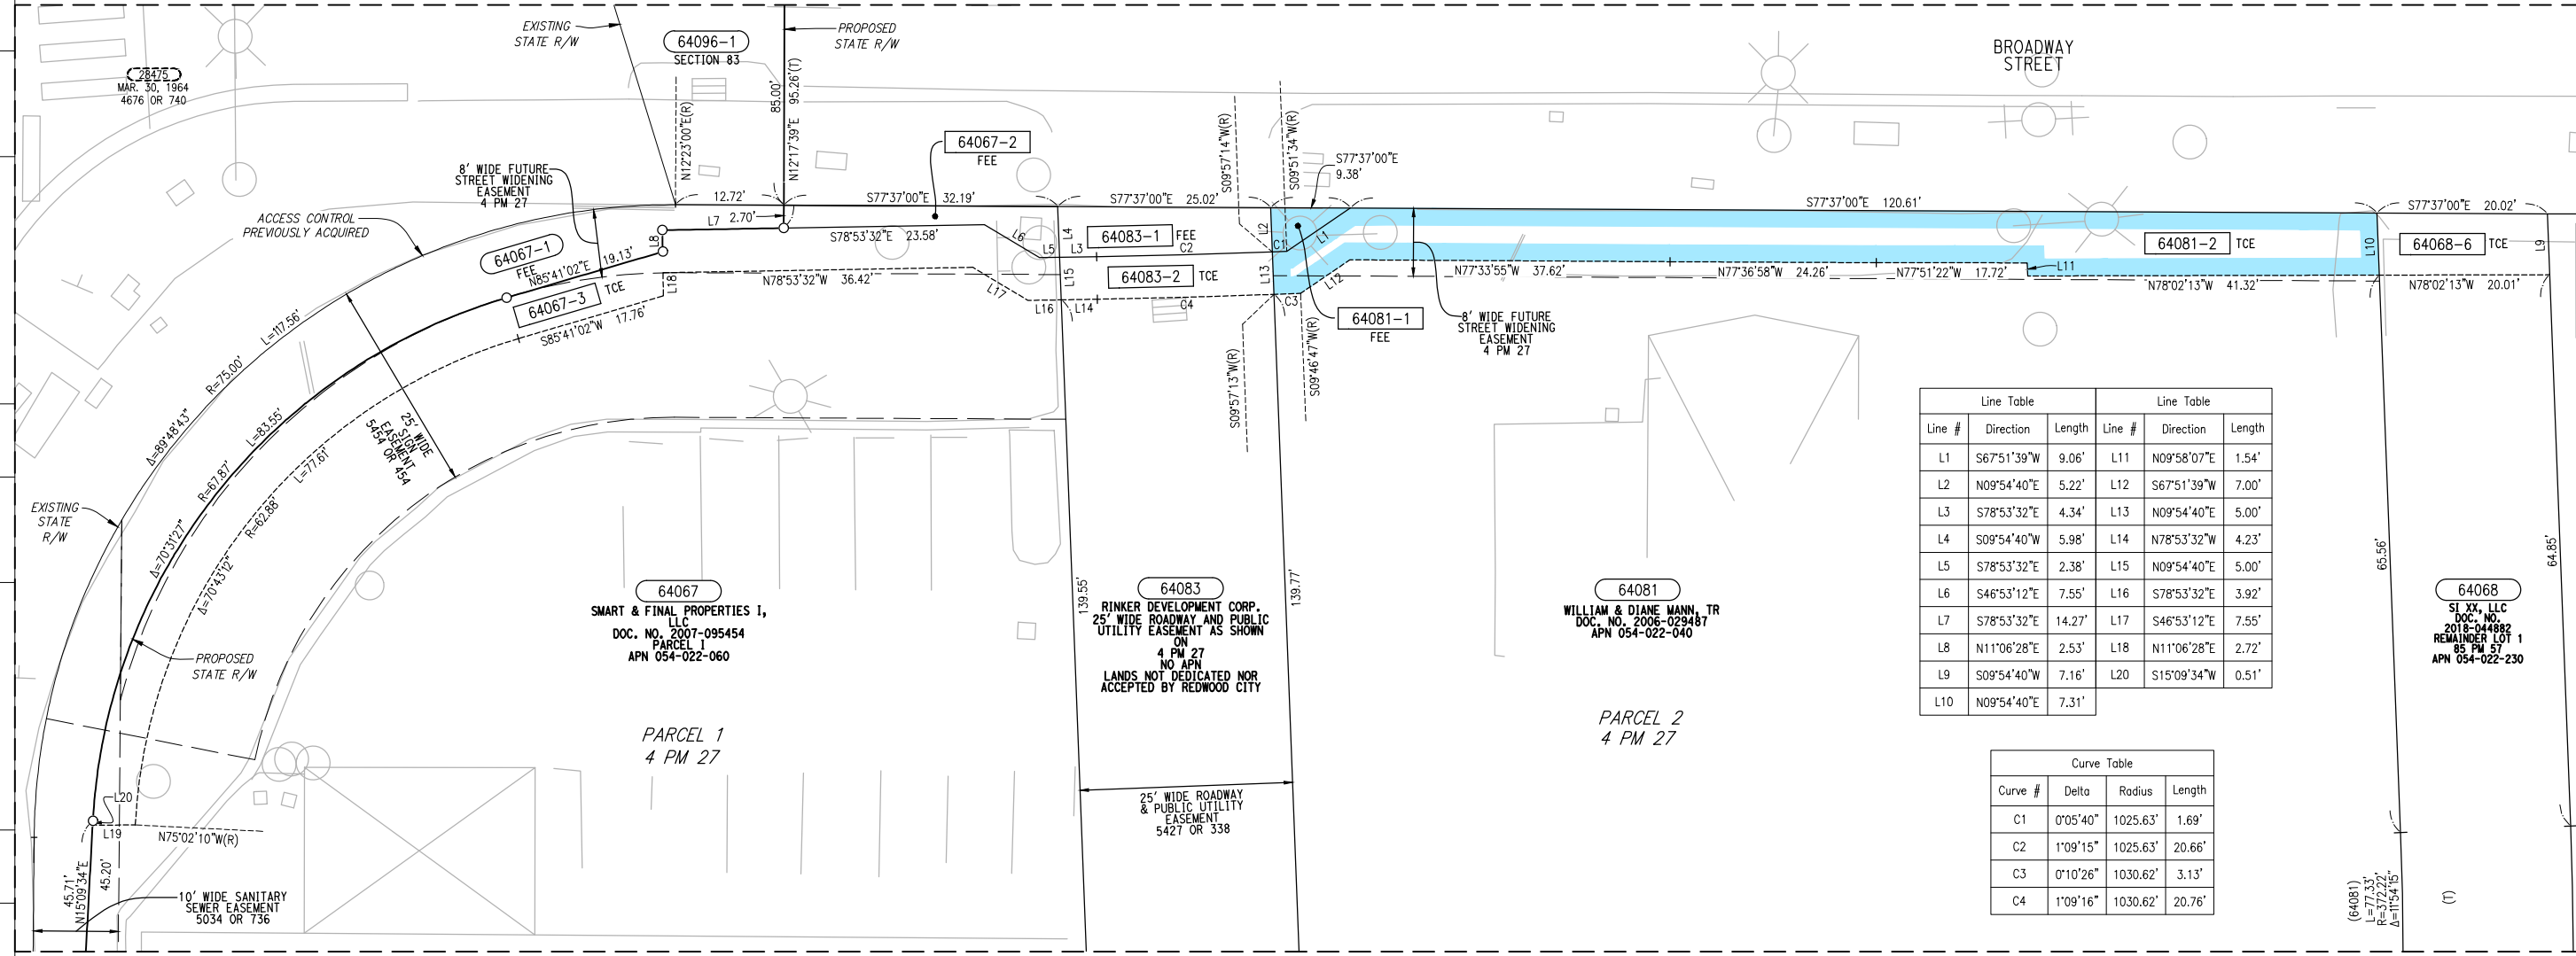 EXISTING
STATE R/W
64096-1
SECTION 83
PROPOSED
STATE R/W
BROADWAY
STREET
28475
MAR. 30, 1964
4676 OR 740
N12°23'00"E(R)
85.00'
N12°17'39"E 95.26'(T)
64067-2
FEE
S09°57'14"W(R)
S09°51'34"W(R)
S77°37'00"E
9.38'
8' WIDE FUTURE
STREET WIDENING
EASEMENT
4 PM 27
12.72'
S77°37'00"E 32.19'
S77°37'00"E 25.02'
S77°37'00"E 120.61'
S77°37'00"E 20.02'
ACCESS CONTROL
PREVIOUSLY ACQUIRED
L7 2.70'
L8
S78°53'32"E 23.58'
L6
L5
L3
L4
64083-1 FEE
C2
L2
C1
L1
64081-2 TCE
L10
64068-6 TCE
L9
64067-1
FEE
N85°41'02"E 19.13'
64067-3 TCE
S85°41'02"W 17.76'
L18
N78°53'32"W 36.42'
L17
L16
L15
L14
64083-2 TCE
C4
L13
C3
L12
N77°33'55"W 37.62'
N77°36'58"W 24.26'
N77°51'22"W 17.72'
L11
N78°02'13"W 41.32'
N78°02'13"W 20.01'
64081-1
FEE
8' WIDE FUTURE
STREET WIDENING
EASEMENT
4 PM 27
S09°57'13"W(R)
S09°46'47"W(R)
L=117.56'
R=75.00'
Δ=89°48'43"
L=83.55'
R=67.87'
Δ=70°31'27"
L=77.61'
R=62.88'
Δ=70°43'12"
25' WIDE
SIGN
EASEMENT
5454 OR 454
EXISTING
STATE
R/W
PROPOSED
STATE R/W
64067
SMART & FINAL PROPERTIES I,
LLC
DOC. NO. 2007-095454
PARCEL I
APN 054-022-060
PARCEL 1
4 PM 27
139.55'
64083
RINKER DEVELOPMENT CORP.
25' WIDE ROADWAY AND PUBLIC
UTILITY EASEMENT AS SHOWN
ON
4 PM 27
NO APN
LANDS NOT DEDICATED NOR
ACCEPTED BY REDWOOD CITY
139.77'
25' WIDE ROADWAY
& PUBLIC UTILITY
EASEMENT
5427 OR 338
64081
WILLIAM & DIANE MANN, TR
DOC. NO. 2006-029487
APN 054-022-040
PARCEL 2
4 PM 27
Line Table Line Table
Line # Direction Length Line # Direction Length
L1 S67°51'39"W 9.06' L11 N09°58'07"E 1.54'
L2 N09°54'40"E 5.22' L12 S67°51'39"W 7.00'
L3 S78°53'32"E 4.34' L13 N09°54'40"E 5.00'
L4 S09°54'40"W 5.98' L14 N78°53'32"W 4.23'
L5 S78°53'32"E 2.38' L15 N09°54'40"E 5.00'
L6 S46°53'12"E 7.55' L16 S78°53'32"E 3.92'
L7 S78°53'32"E 14.27' L17 S46°53'12"E 7.55'
L8 N11°06'28"E 2.53' L18 N11°06'28"E 2.72'
L9 S09°54'40"W 7.16' L20 S15°09'34"W 0.51'
L10 N09°54'40"E 7.31'
Curve Table
Curve # Delta Radius Length
C1 0°05'40" 1025.63' 1.69'
C2 1°09'15" 1025.63' 20.66'
C3 0°10'26" 1030.62' 3.13'
C4 1°09'16" 1030.62' 20.76'
65.56'
64.85'
64068
SI XX, LLC
DOC. NO.
2018-044882
REMAINDER LOT 1
85 PM 57
APN 054-022-230
(64081)
L=77.33'
R=372.22'
Δ=11°54'15"
(T)
L20
L19
N75°02'10"W(R)
45.71'
N15°09'34"E
45.20'
10' WIDE SANITARY
SEWER EASEMENT
5034 OR 736